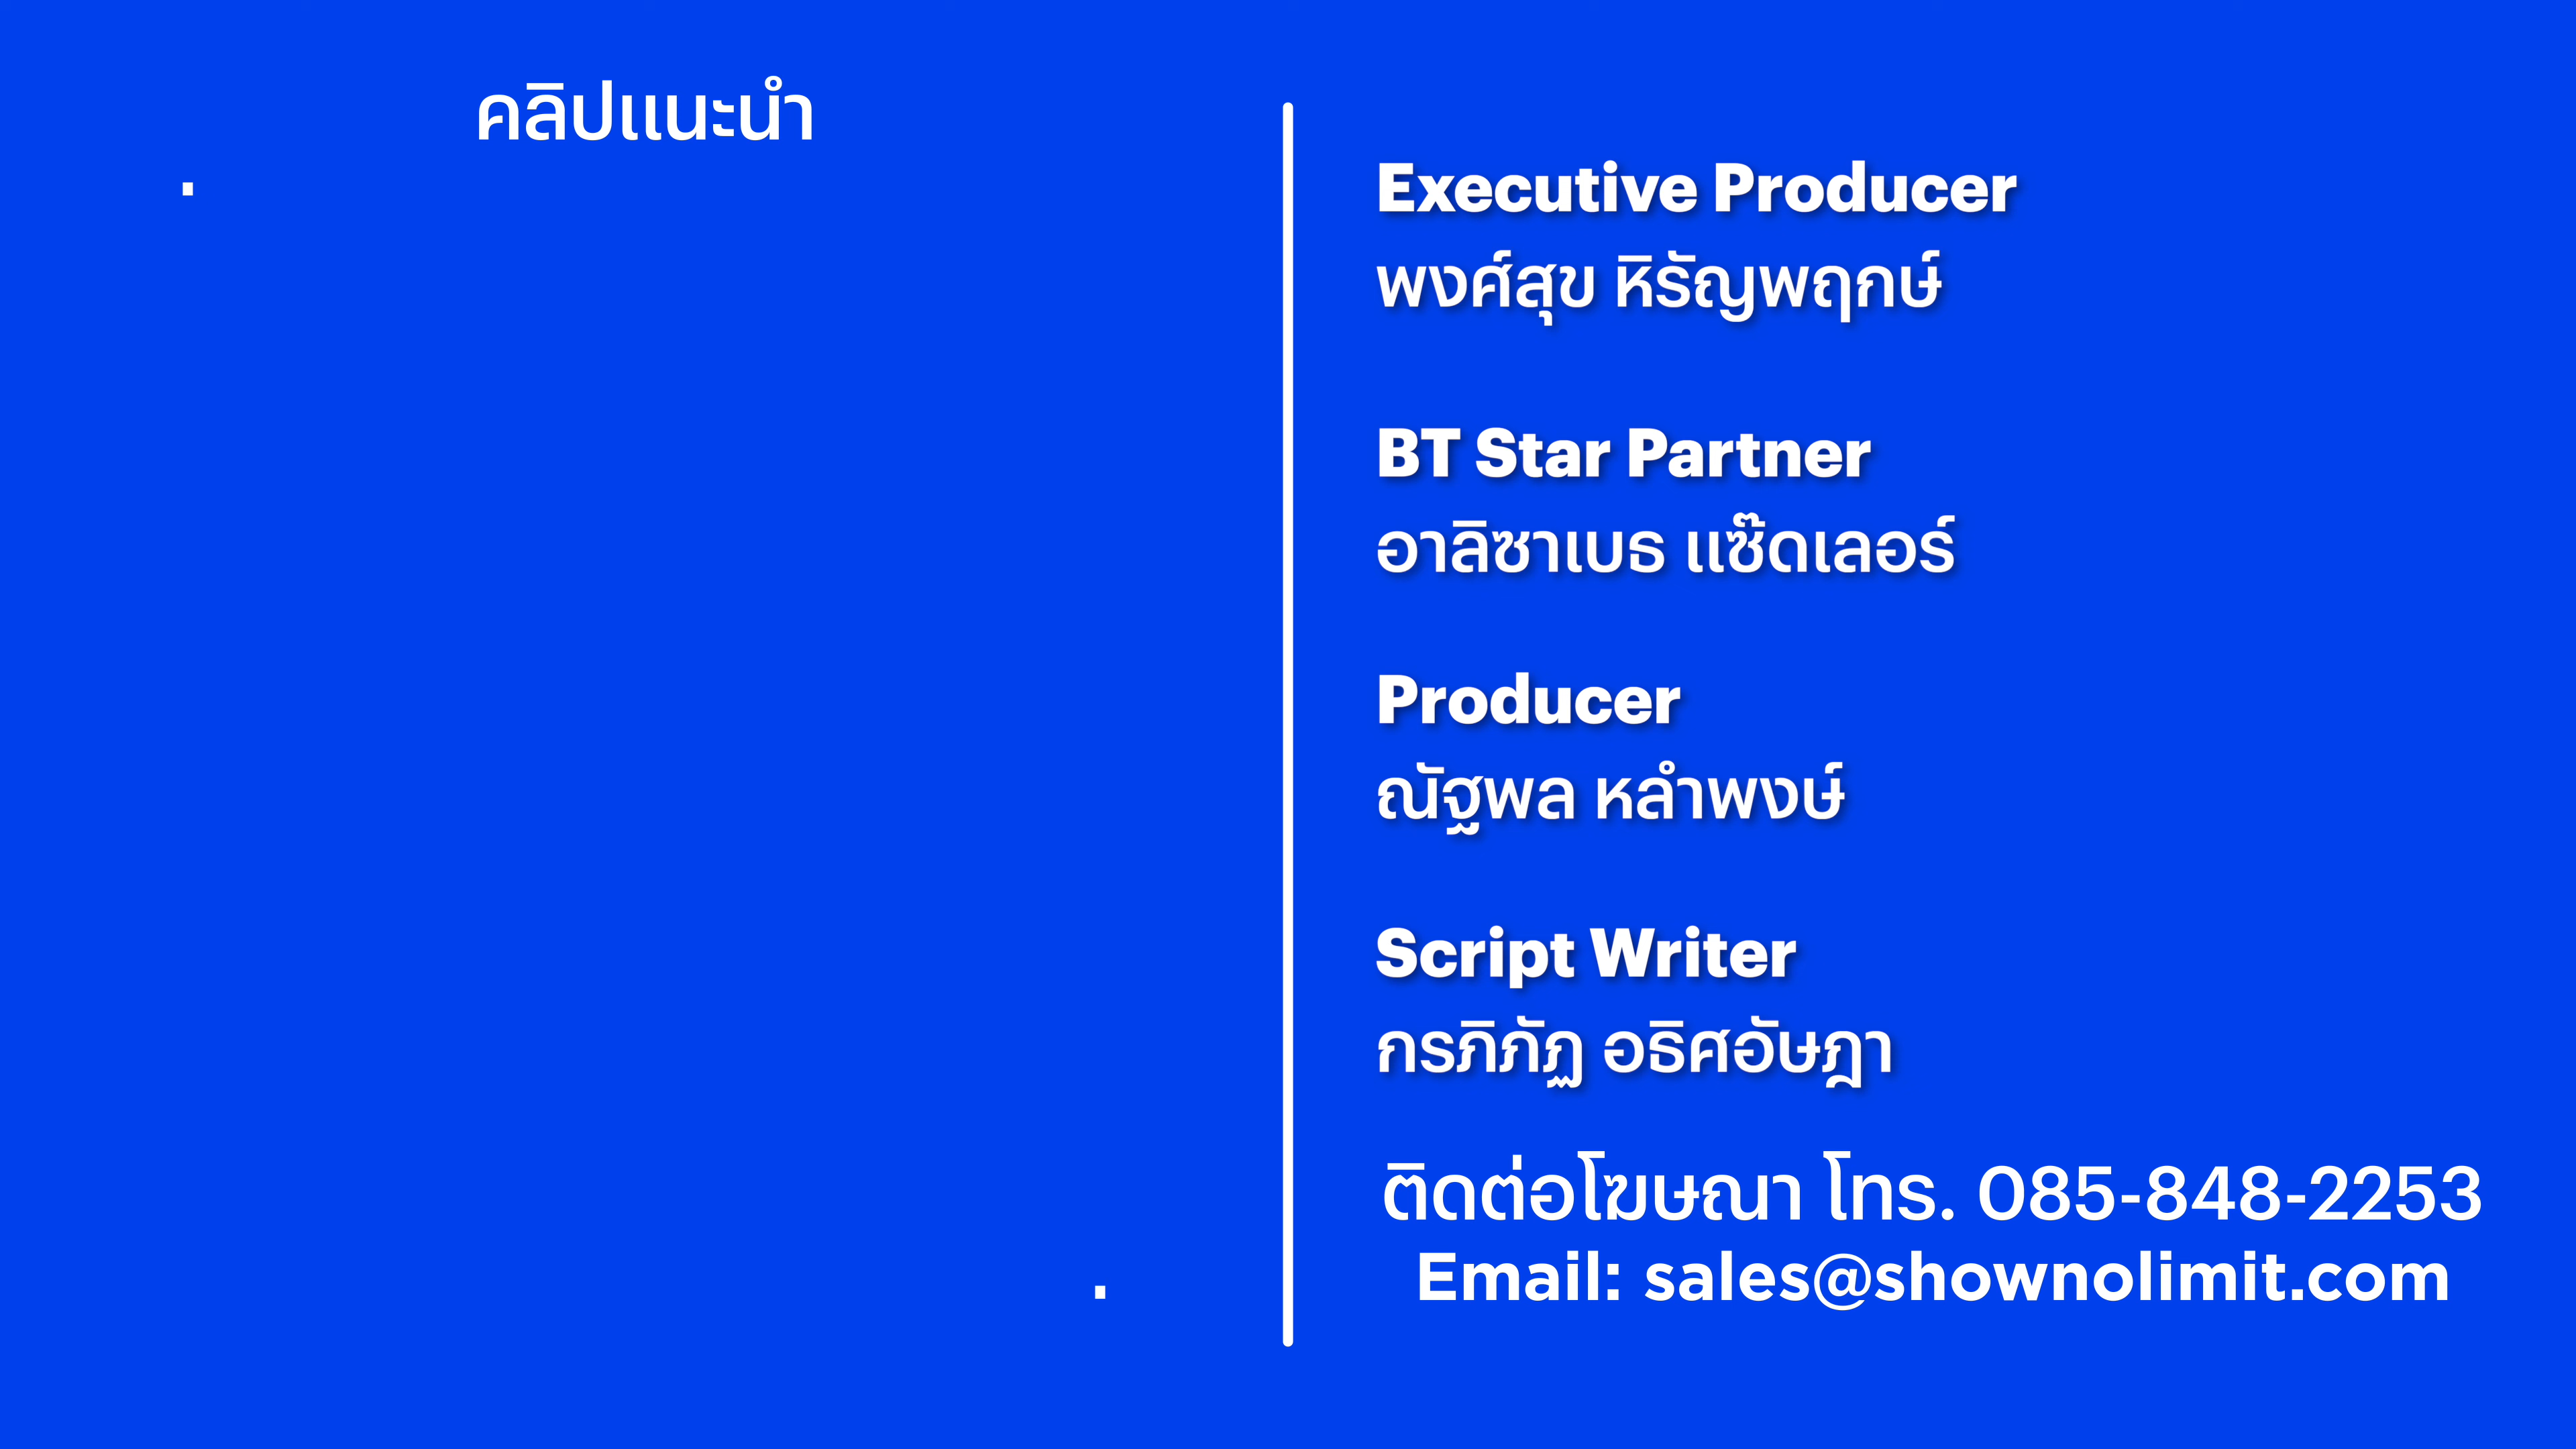 คลิปแนะนำ
Executive Producer
พงศ์สุข หิรัญพฤกษ์
BT Star Partner
อาลิซาเบธ แซ๊ดเลอร์
Producer
ณัฐพล หลำพงษ์
Script Writer
กรภิภัฏ อธิศอัษฎา
ติดต่อโฆษณา โทร. 085-848-2253
Email: sales@shownolimit.com